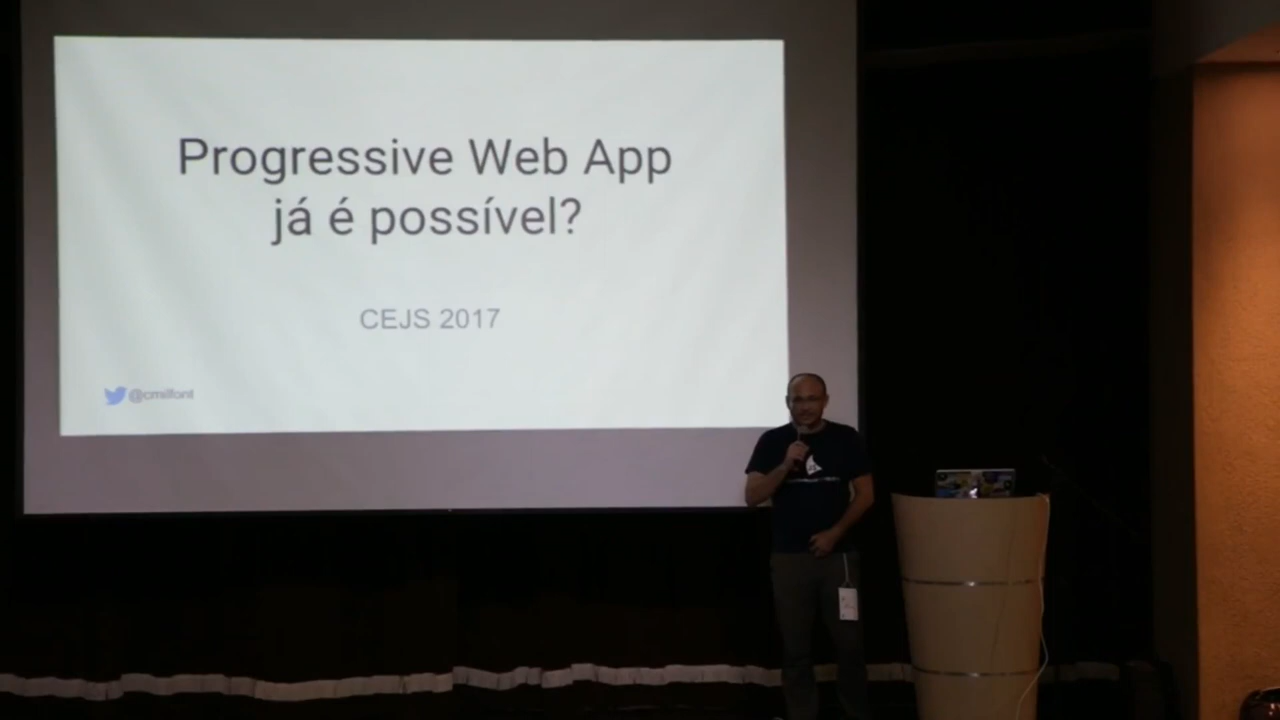 Progressive Web App
já é possível?
CEJS 2017
@cmilfont